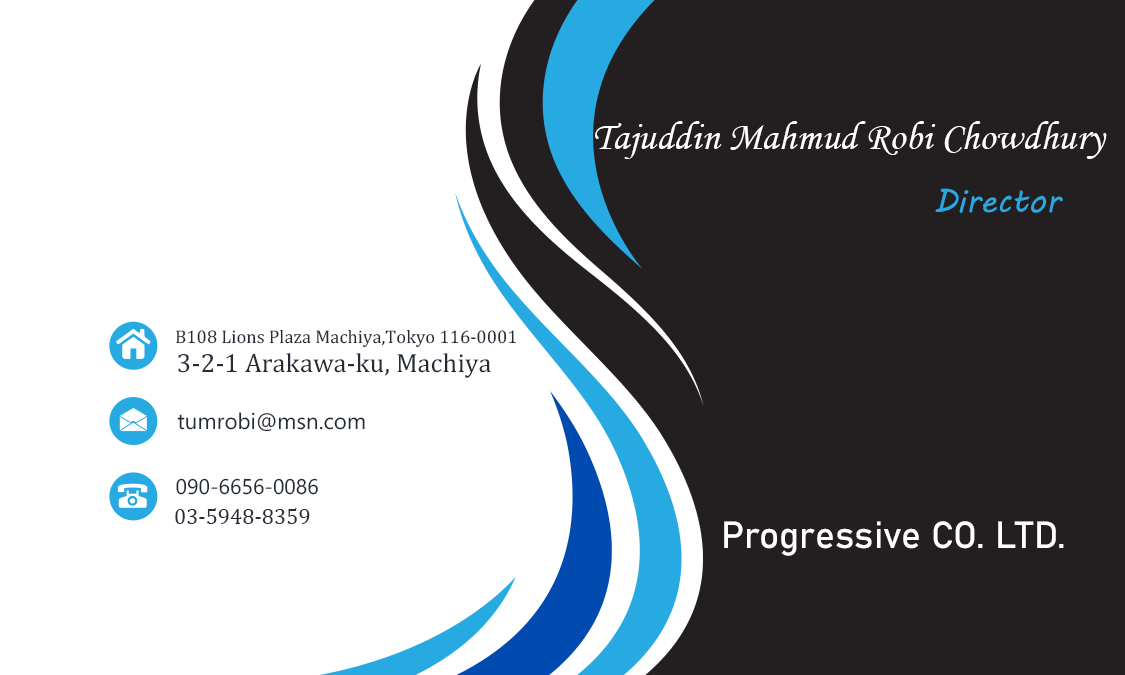 Tajuddin Mahmud Robi Chowdhury
Director
B108 Lions Plaza Machiya,Tokyo 116-0001
3-2-1 Arakawa-ku, Machiya
tumrobi@msn.com
090-6656-0086
03-5948-8359
Progressive CO. LTD.